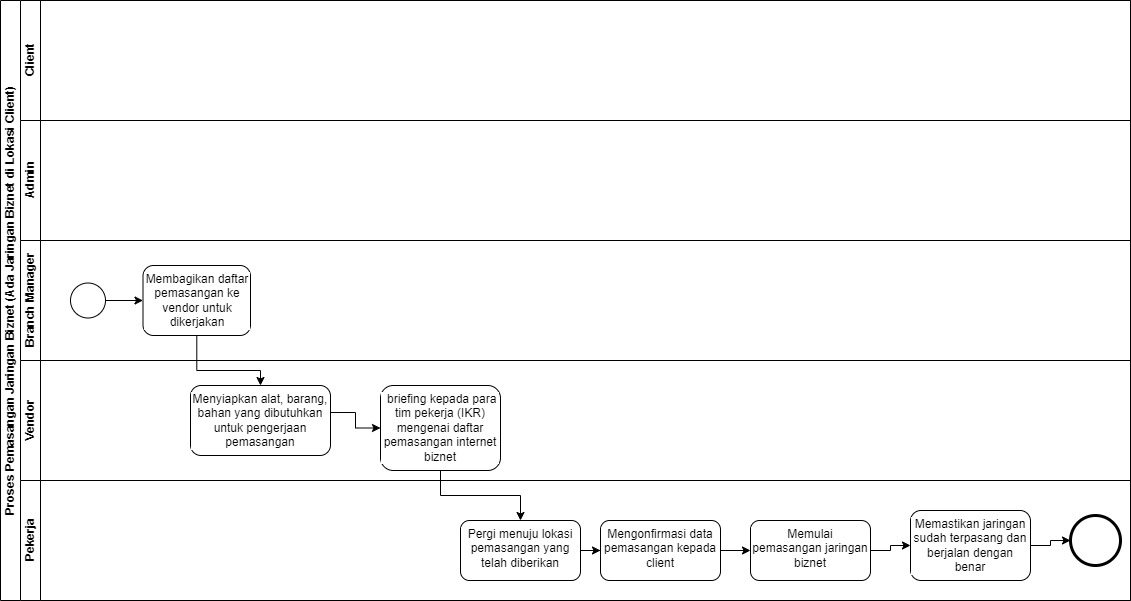 Proses Pemasangan Jaringan Biznet (Ada Jaringan Biznet di Lokasi Client)
Client
Admin
Branch Manager
Membagikan daftar
pemasangan ke
vendor untuk
dikerjakan
Vendor
Menyiapkan alat, barang,
bahan yang dibutuhkan
untuk pengerjaan
pemasangan
briefing kepada para
tim pekerja (IKR)
mengenai daftar
pemasangan internet
biznet
Pekerja
Pergi menuju lokasi
pemasangan yang
telah diberikan
Mengonfirmasi data
pemasangan kepada
client
Memulai
pemasangan jaringan
biznet
Memastikan jaringan
sudah terpasang dan
berjalan dengan
benar